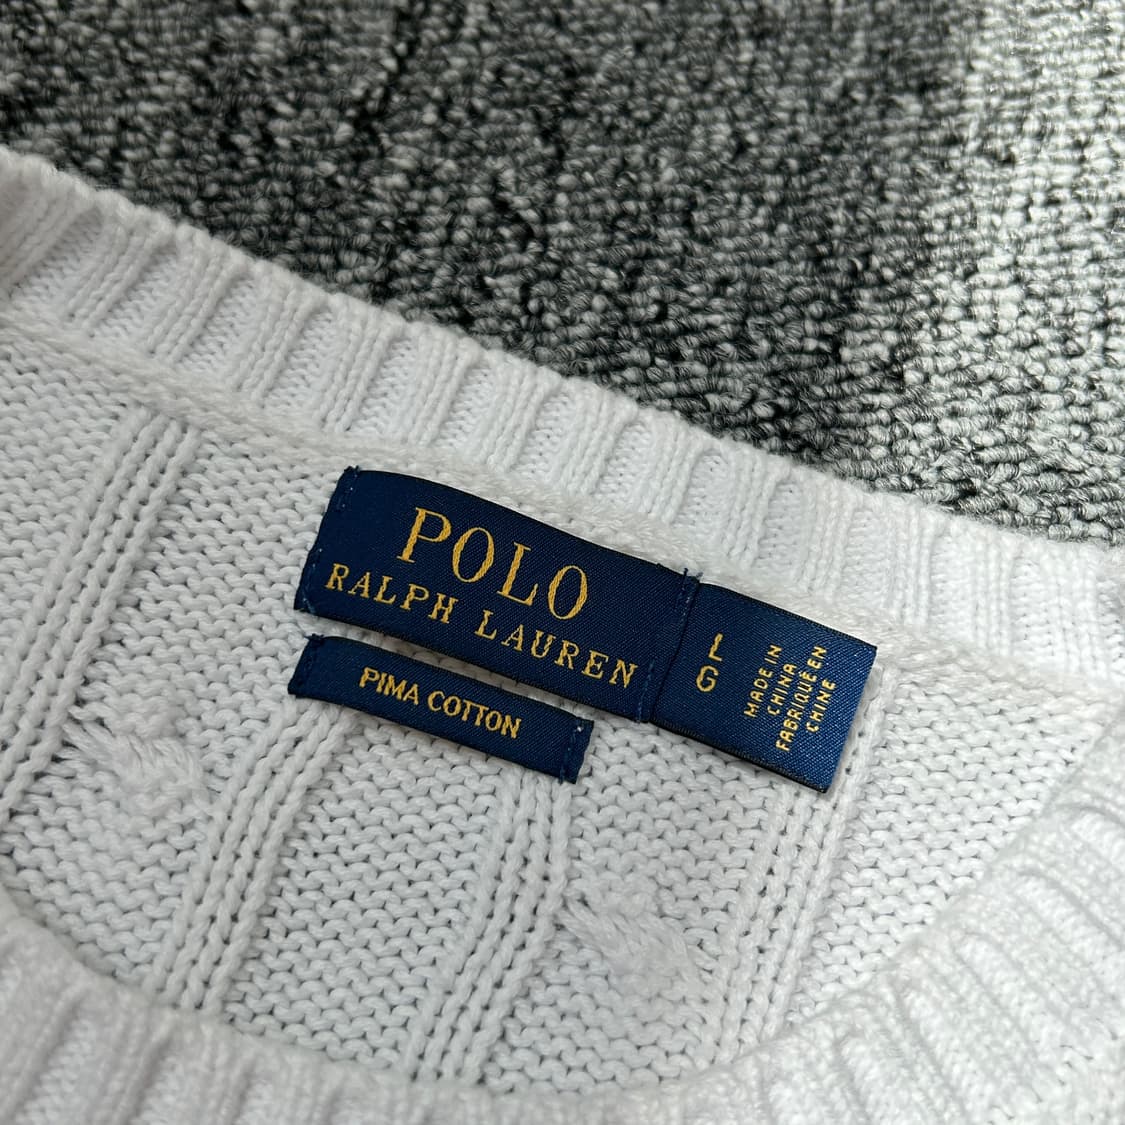 POLO
RALPH LAUREN
PIMA COTTON
L
G
MADE IN
CHINA
FABRIQUÉ EN
CHINE